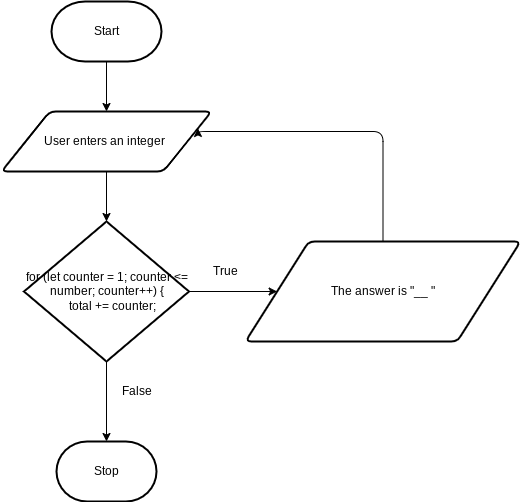 Start
User enters an integer
for (let counter = 1; counter <=
number; counter++) {
total += counter;
True
The answer is "__ "
False
Stop